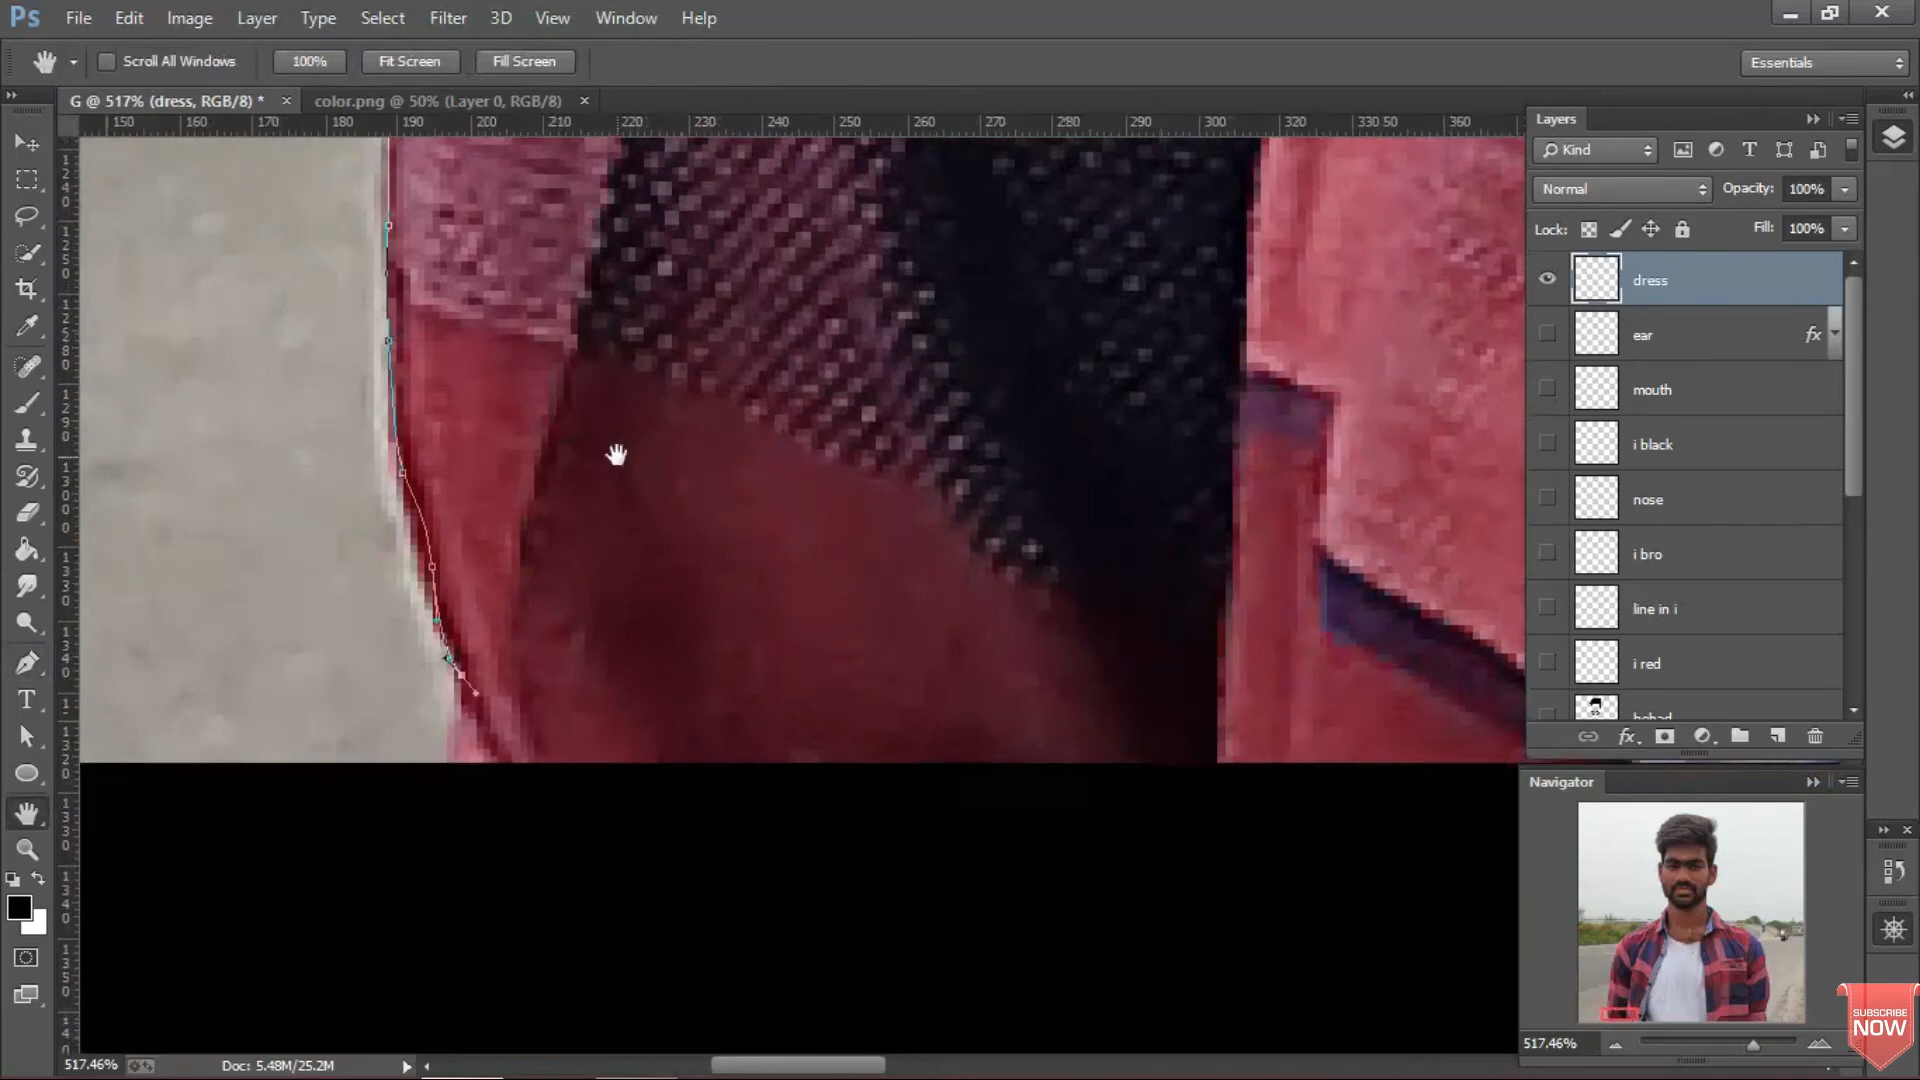 Ps File Edit Image Layer Type Select Filter 3D View Window Help
Scroll All Windows 100% Fit Screen Fill Screen Essentials
G @ 517% (dress, RGB/8) * × color.png @ 50% (Layer 0, RGB/8) ×
150 160 170 180 190 200 210 220 230 240 250 260 270 280 290 300 310 320 330 50 360
Layers
Kind
Normal Opacity: 100%
Lock: Fill: 100%
dress
ear fx
mouth
i black
nose
i bro
line in i
i red
fx
Navigator
517.46%
SUBSCRIBE
NOW
517.46% Doc: 5.48M/25.2M